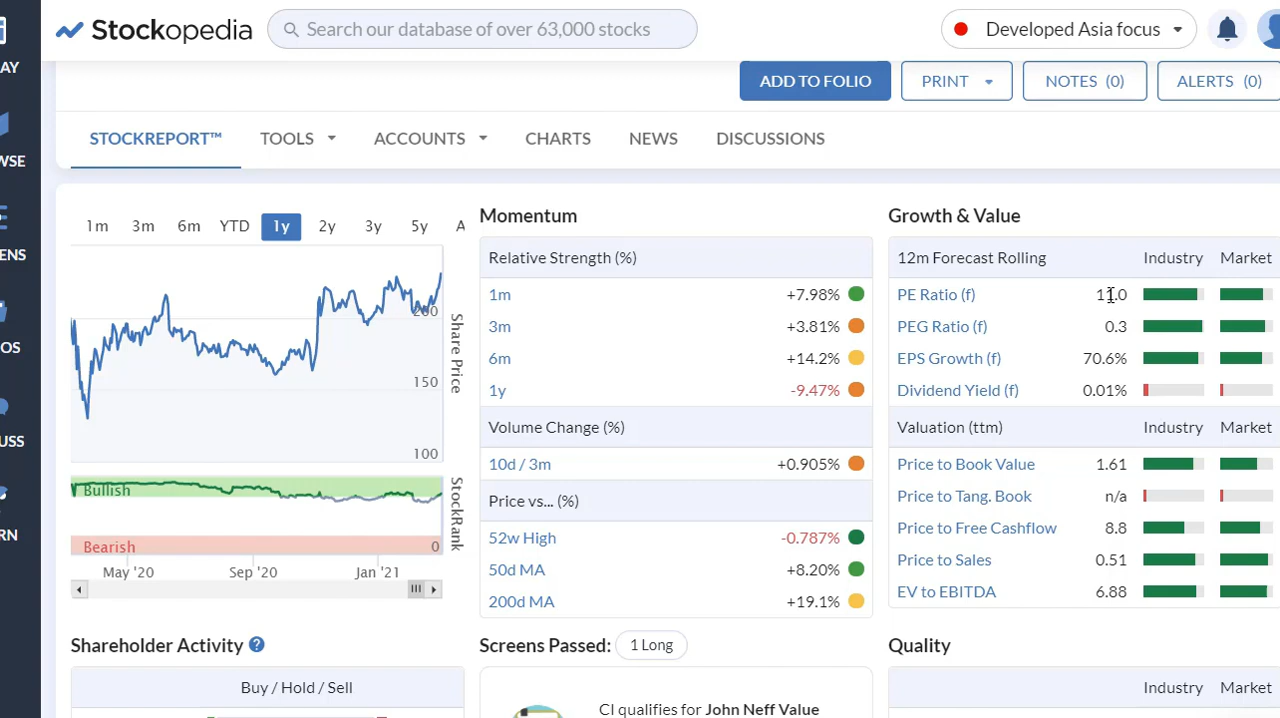 AY
Stockopedia
Search our database of over 63,000 stocks
Developed Asia focus
ADD TO FOLIO
PRINT
NOTES (0)
ALERTS (0)
STOCKREPORT™
TOOLS
ACCOUNTS
CHARTS
NEWS
DISCUSSIONS
WSE
ENS
OS
USS
RN
1m 3m 6m YTD 1y 2y 3y 5y A
200
150
100
Share Price
Bullish
Bearish
0
StockRank
May '20 Sep '20 Jan '21
Momentum
Relative Strength (%)
1m +7.98%
3m +3.81%
6m +14.2%
1y -9.47%
Volume Change (%)
10d / 3m +0.905%
Price vs... (%)
52w High -0.787%
50d MA +8.20%
200d MA +19.1%
Growth & Value
12m Forecast Rolling Industry Market
PE Ratio (f)
PEG Ratio (f) 0.3
EPS Growth (f) 70.6%
Dividend Yield (f) 0.01%
Valuation (ttm) Industry Market
Price to Book Value 1.61
Price to Tang. Book n/a
Price to Free Cashflow 8.8
Price to Sales 0.51
EV to EBITDA 6.88
Shareholder Activity ?
Buy / Hold / Sell
Screens Passed: 1 Long
CI qualifies for John Neff Value
Quality
Industry Market